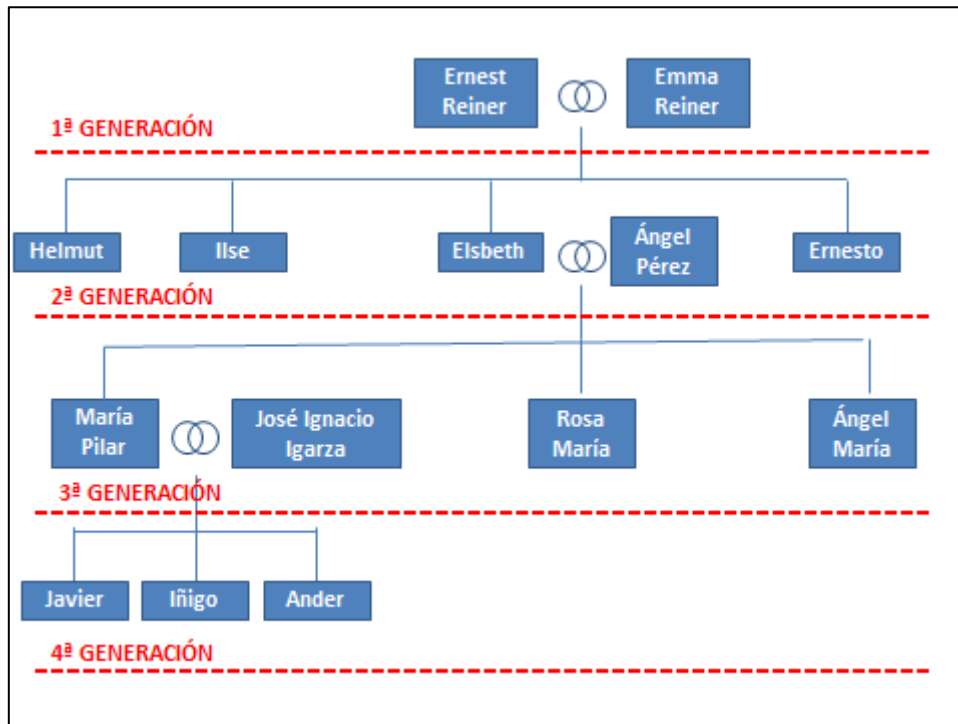 Ernest
Reiner
Emma
Reiner
1ª GENERACIÓN
Helmut
Ilse
Elsbeth
Ángel
Pérez
Ernesto
2ª GENERACIÓN
María
Pilar
José Ignacio
Igarza
Rosa
María
Ángel
María
3ª GENERACIÓN
Javier
Iñigo
Ander
4ª GENERACIÓN